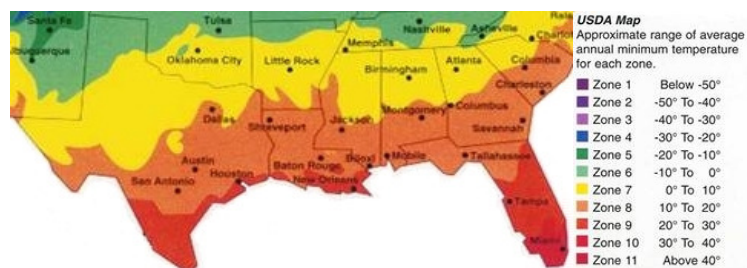 Santa Fe
Tulsa
Nashville
Asheville
Albuquerque
Memphis
Oklahoma City
Little Rock
Birmingham
Atlanta
Columbia
Charleston
Dallas
Shreveport
Jackson
Montgomery
Columbus
Savannah
Austin
Baton Rouge
Biloxi
Mobile
Tallahassee
San Antonio
Houston
New Orleans
Tampa
Miami
USDA Map
Approximate range of average
annual minimum temperature
for each zone.
Zone 1 Below -50°
Zone 2 -50° To -40°
Zone 3 -40° To -30°
Zone 4 -30° To -20°
Zone 5 -20° To -10°
Zone 6 -10° To 0°
Zone 7 0° To 10°
Zone 8 10° To 20°
Zone 9 20° To 30°
Zone 10 30° To 40°
Zone 11 Above 40°